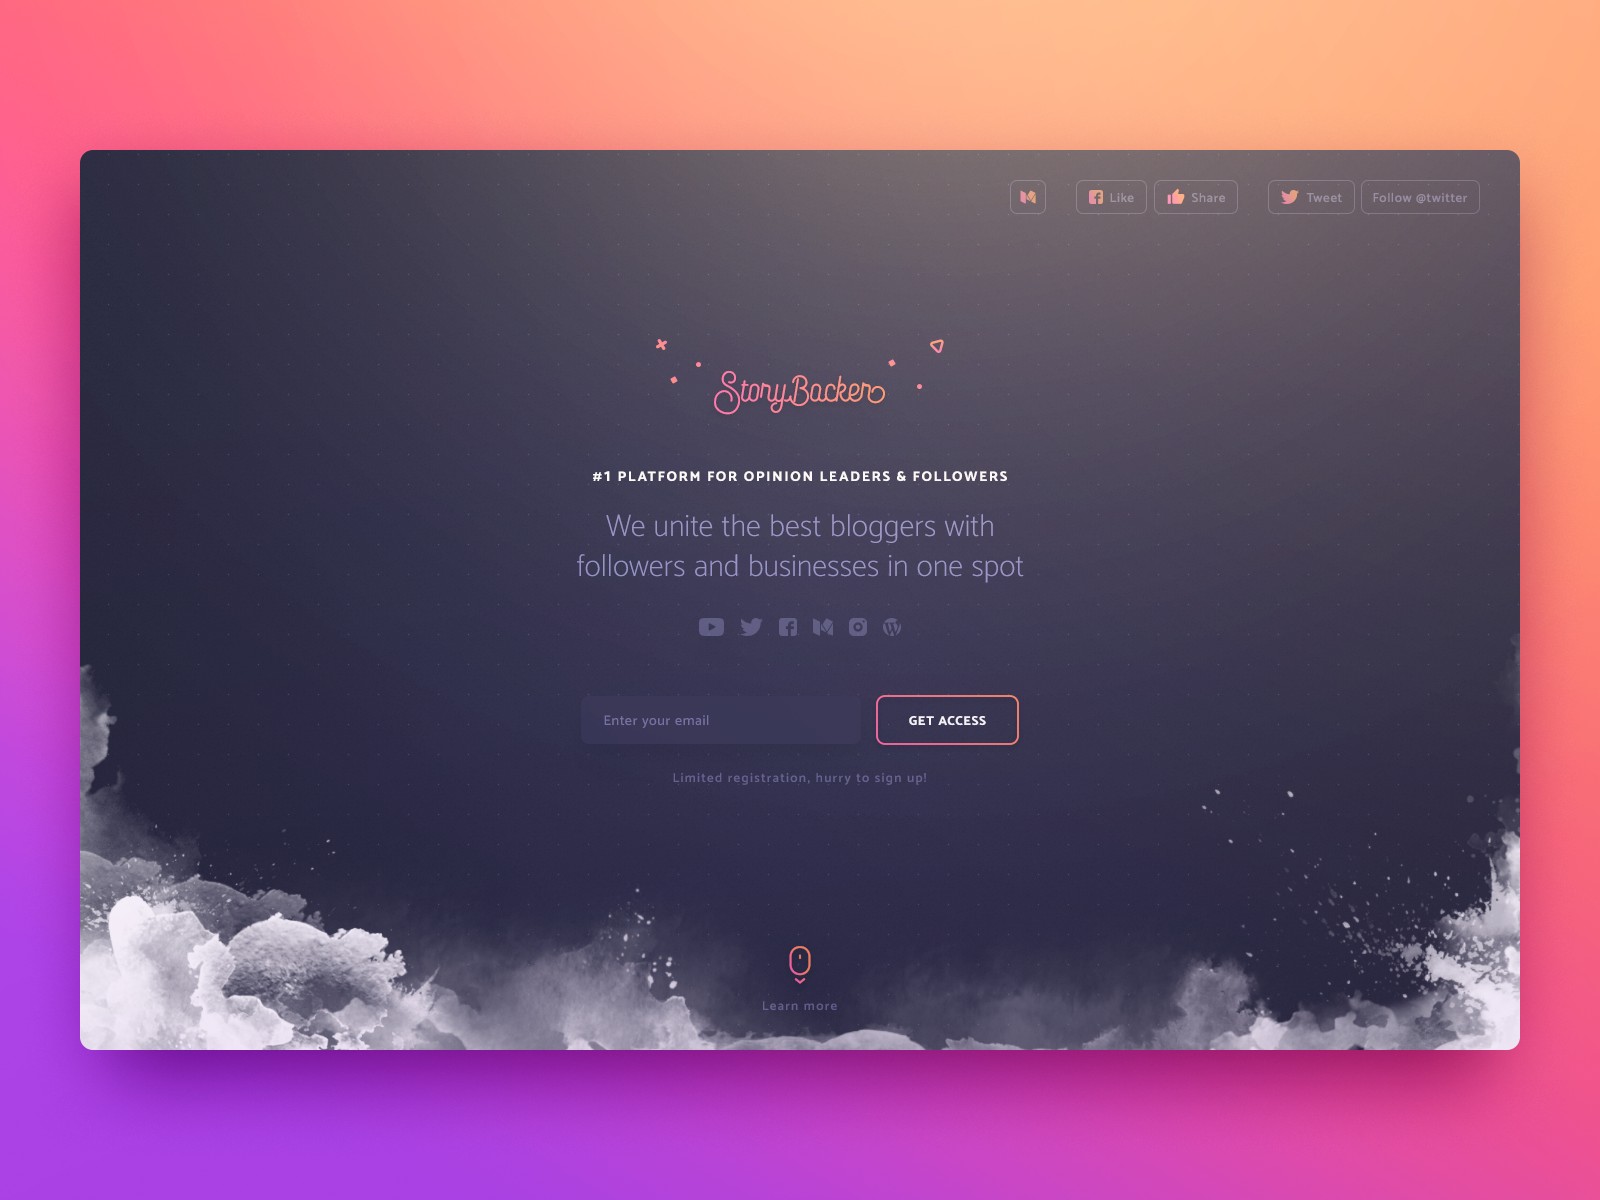 Like
Share
Tweet
Follow @twitter
StoryBacker
#1 PLATFORM FOR OPINION LEADERS & FOLLOWERS
We unite the best bloggers with
followers and businesses in one spot
Enter your email
GET ACCESS
Limited registration, hurry to sign up!
Learn more